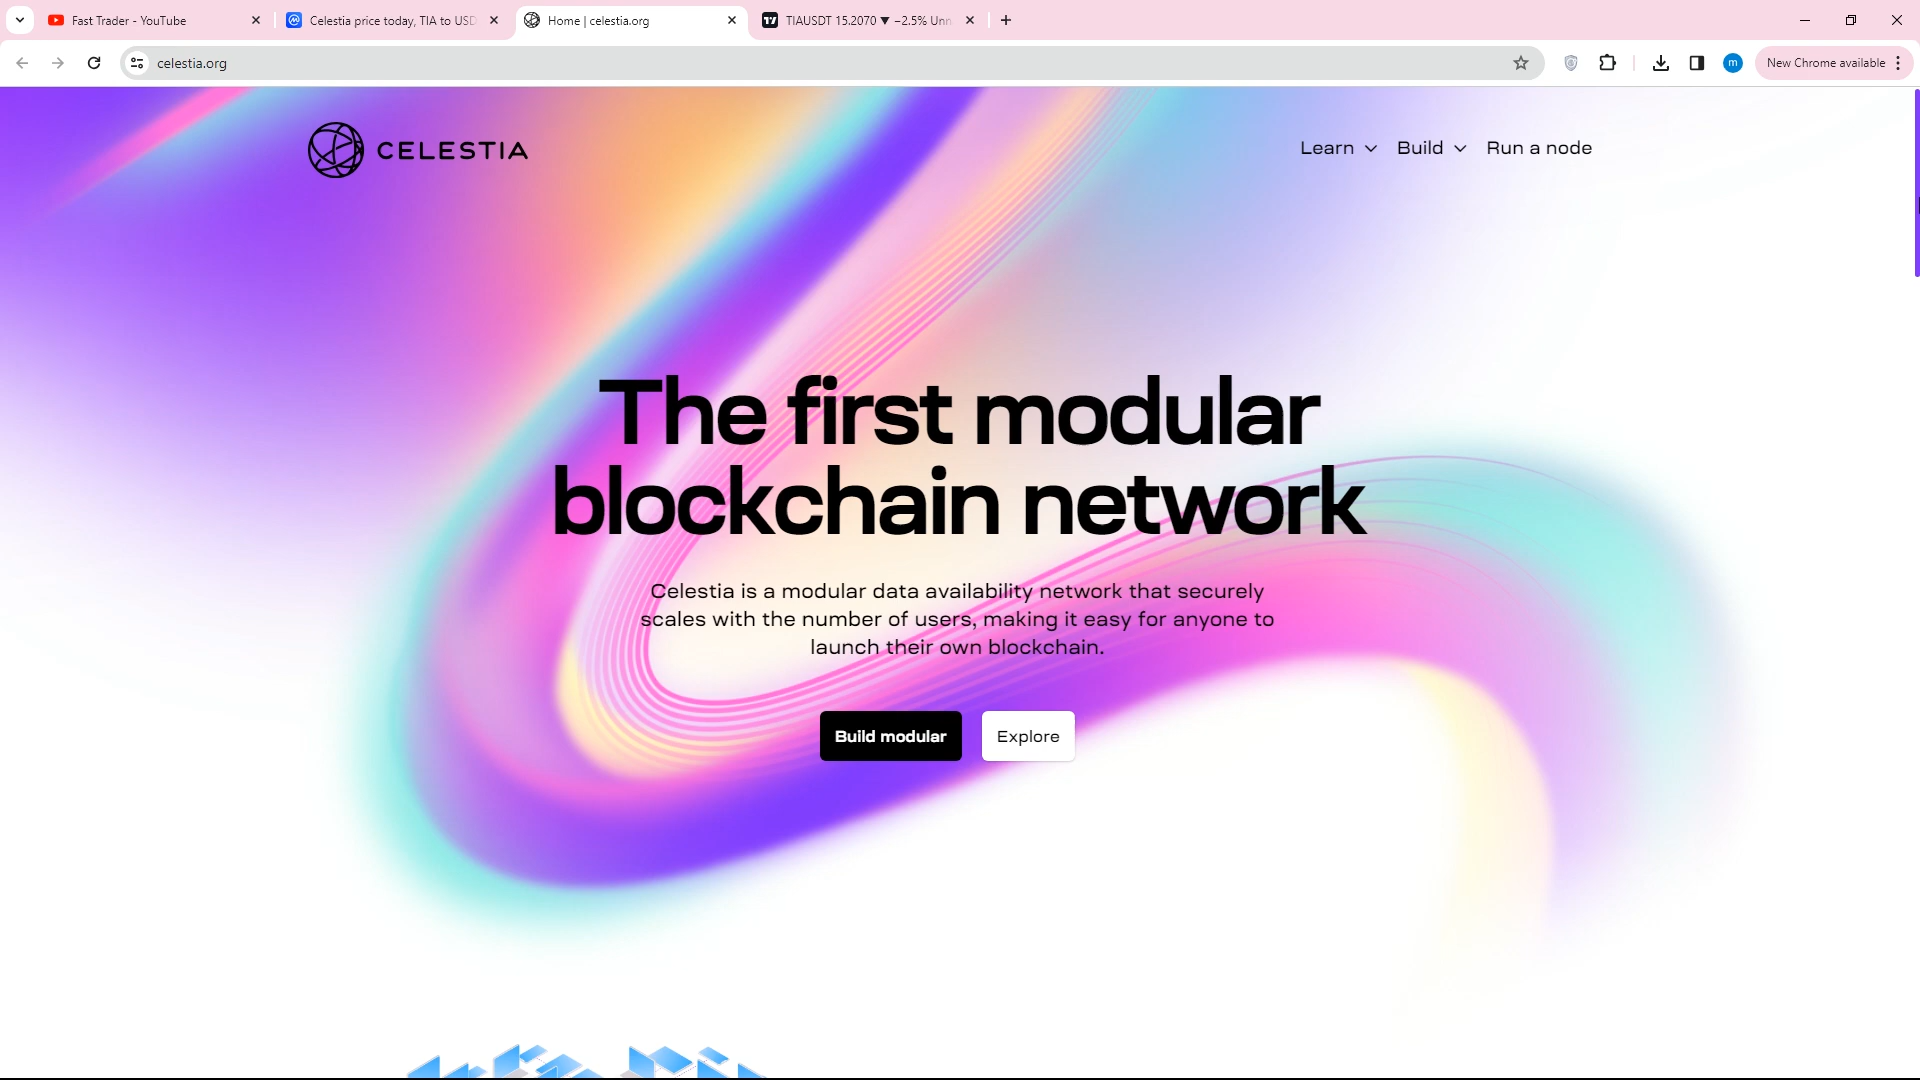 Fast Trader - YouTube
Celestia price today, TIA to USD
Home | celestia.org
TIAUSDT 15.2070 ▼ −2.5% Unn
celestia.org
m
New Chrome available
CELESTIA
Learn
Build
Run a node
The first modular
blockchain network
Celestia is a modular data availability network that securely
scales with the number of users, making it easy for anyone to
launch their own blockchain.
Build modular
Explore